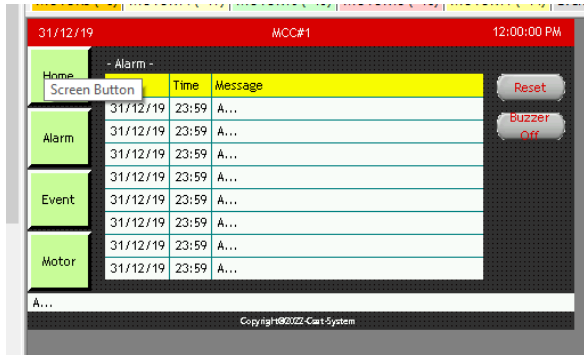 31/12/19 MCC#1 12:00:00 PM
- Alarm -
Home
Screen Button
Time Message
Reset
31/12/19 23:59 A...
Buzzer
Off
31/12/19 23:59 A...
Alarm
31/12/19 23:59 A...
31/12/19 23:59 A...
Event
31/12/19 23:59 A...
31/12/19 23:59 A...
31/12/19 23:59 A...
Motor
31/12/19 23:59 A...
A...